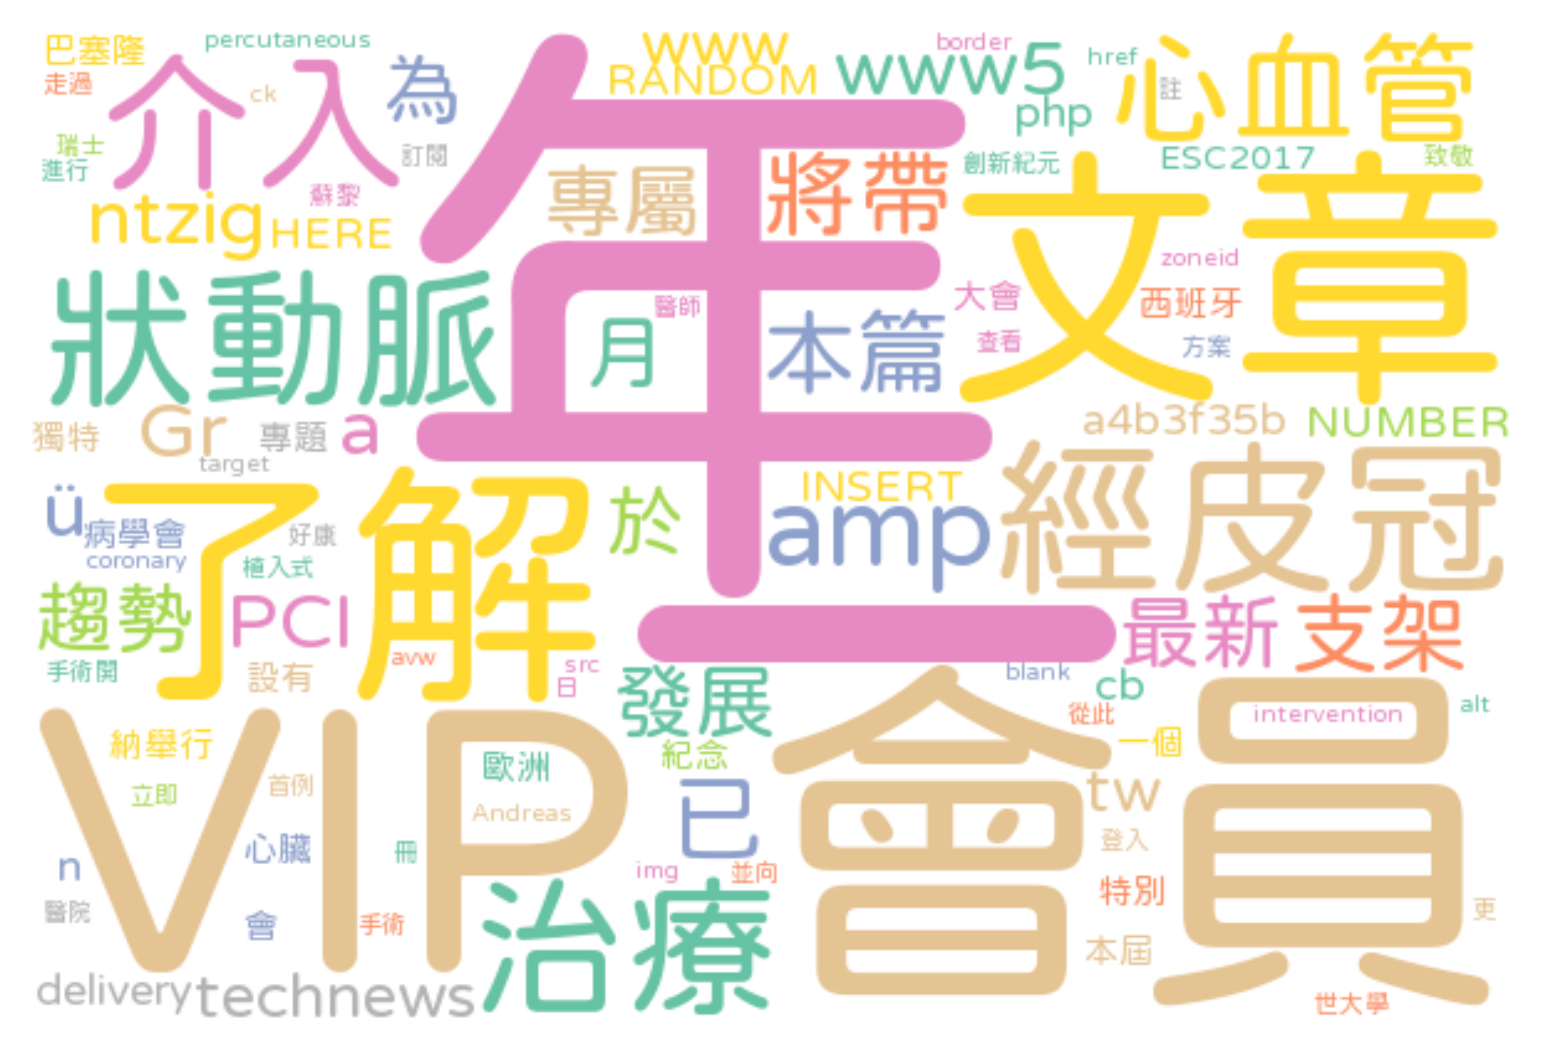 巴塞隆
percutaneous
WWW
border
href
心血管
走過
介入
ck
為
RANDOM
www5
php
註
年
瑞士
訂閱
專屬
將帶
創新紀元
ESC2017
致敬
進行
蘇黎
文章
ntzig
HERE
zoneid
狀動脈
醫師
大會
西班牙
月
本篇
查看
方案
獨特
Gr
專題
a
a4b3f35b
NUMBER
target
INSERT
經皮冠
ü
病學會
了解
好康
於
amp
coronary
植入式
趨勢
PCI
一
最新
支架
手術開
設有
avw
src
日
發展
blank
cb
從此
intervention
alt
VIP
會員
納舉行
歐洲
紀念
一個
立即
首例
Andreas
已
tw
n
心臟
冊
登入
img
並向
特別
醫院
會
手術
治療
更
本屆
delivery
technews
世大學